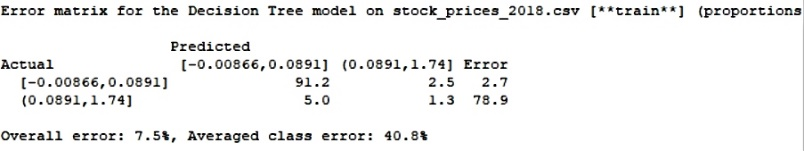 Error matrix for the Decision Tree model on stock_prices_2018.csv [**train**] (proportions
Predicted
Actual [-0.00866,0.0891] (0.0891,1.74] Error
[-0.00866,0.0891] 91.2 2.5 2.7
(0.0891,1.74] 5.0 1.3 78.9
Overall error: 7.5%, Averaged class error: 40.8%